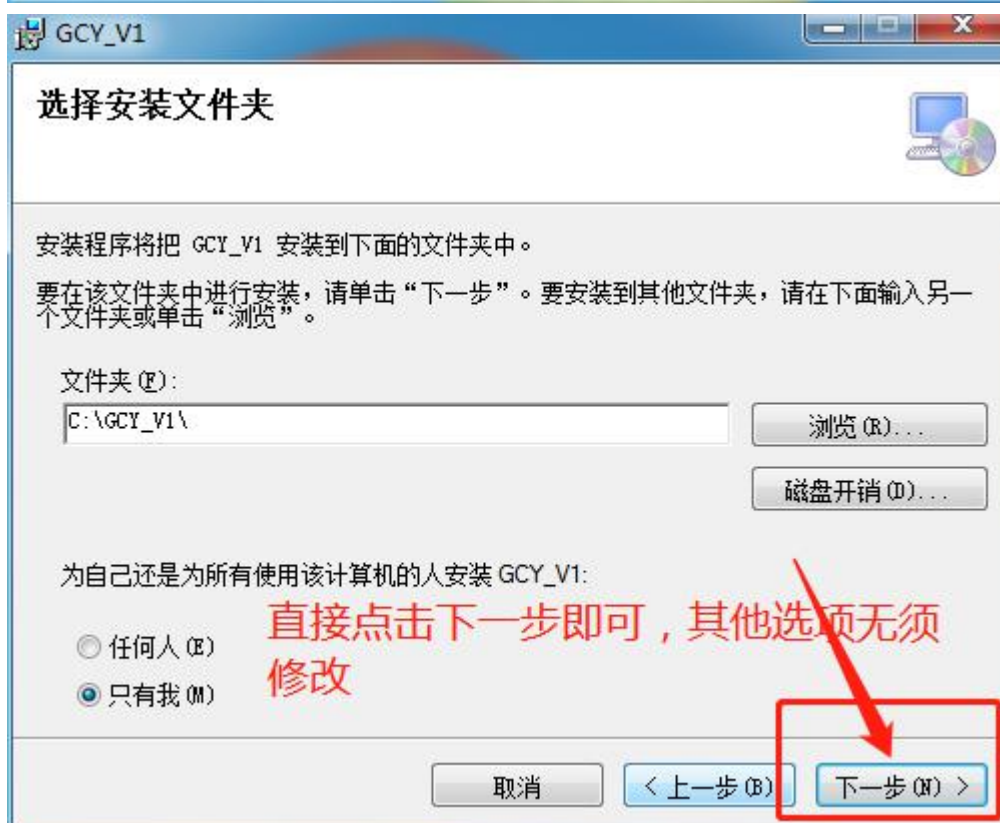 GCY_V1
选择安装文件夹
安装程序将把 GCY_V1 安装到下面的文件夹中。
要在该文件夹中进行安装，请单击“下一步”。要安装到其他文件夹，请在下面输入另一
个文件夹或单击“浏览”。
文件夹(F):
C:\GCY_V1\
浏览(R)...
磁盘开销(D)...
为自己还是为所有使用该计算机的人安装 GCY_V1:
直接点击下一步即可，其他选项无须
修改
任何人(E)
只有我(M)
取消
< 上一步(B)
下一步(N) >